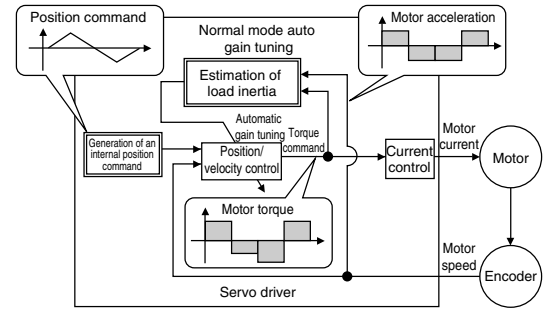 Position command
Normal mode auto
gain tuning
Motor acceleration
Estimation of
load inertia
Generation of an
internal position
command
Automatic
gain tuning
Position/
velocity control
Torque
command
Current
control
Motor
current
Motor
Motor torque
Motor
speed
Encoder
Servo driver